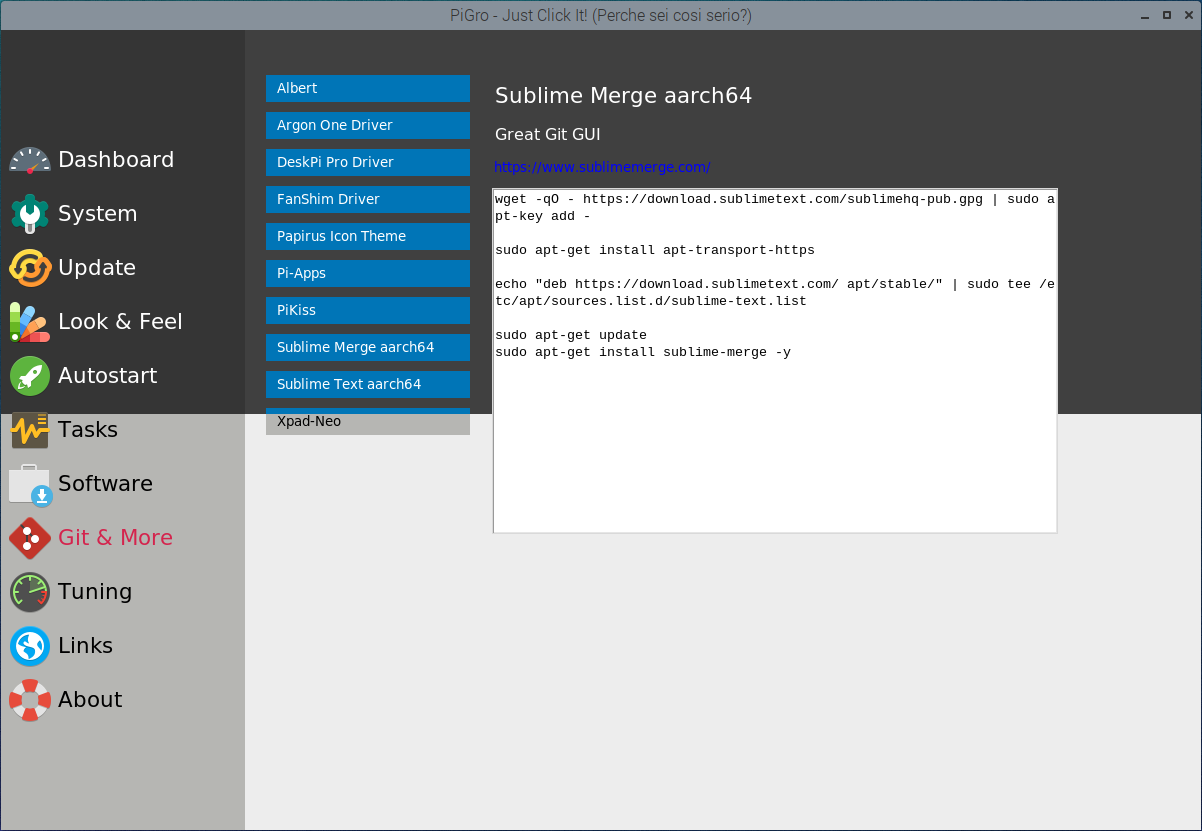 PiGro - Just Click It! (Perche sei cosi serio?)
Dashboard
System
Update
Look & Feel
Autostart
Tasks
Software
Git & More
Tuning
Links
About
Albert
Argon One Driver
DeskPi Pro Driver
FanShim Driver
Papirus Icon Theme
Pi-Apps
PiKiss
Sublime Merge aarch64
Sublime Text aarch64
Xpad-Neo
Sublime Merge aarch64
Great Git GUI
https://www.sublimemerge.com/
wget -qO - https://download.sublimetext.com/sublimehq-pub.gpg | sudo a
pt-key add -
sudo apt-get install apt-transport-https
echo "deb https://download.sublimetext.com/ apt/stable/" | sudo tee /e
tc/apt/sources.list.d/sublime-text.list
sudo apt-get update
sudo apt-get install sublime-merge -y